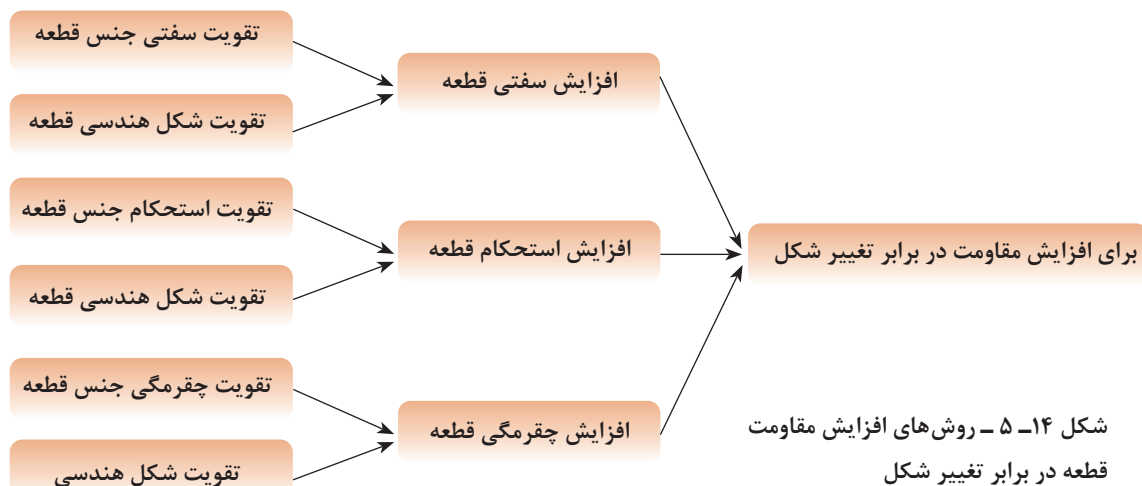 تقویت سفتی جنس قطعه
تقویت شکل هندسی قطعه
افزایش سفتی قطعه
تقویت استحکام جنس قطعه
تقویت شکل هندسی قطعه
افزایش استحکام قطعه
برای افزایش مقاومت در برابر تغییر شکل
تقویت چقرمگی جنس قطعه
تقویت شکل هندسی
افزایش چقرمگی قطعه
شکل ۱۴ــ ۵ ــ روش‌های افزایش مقاومت
قطعه در برابر تغییر شکل